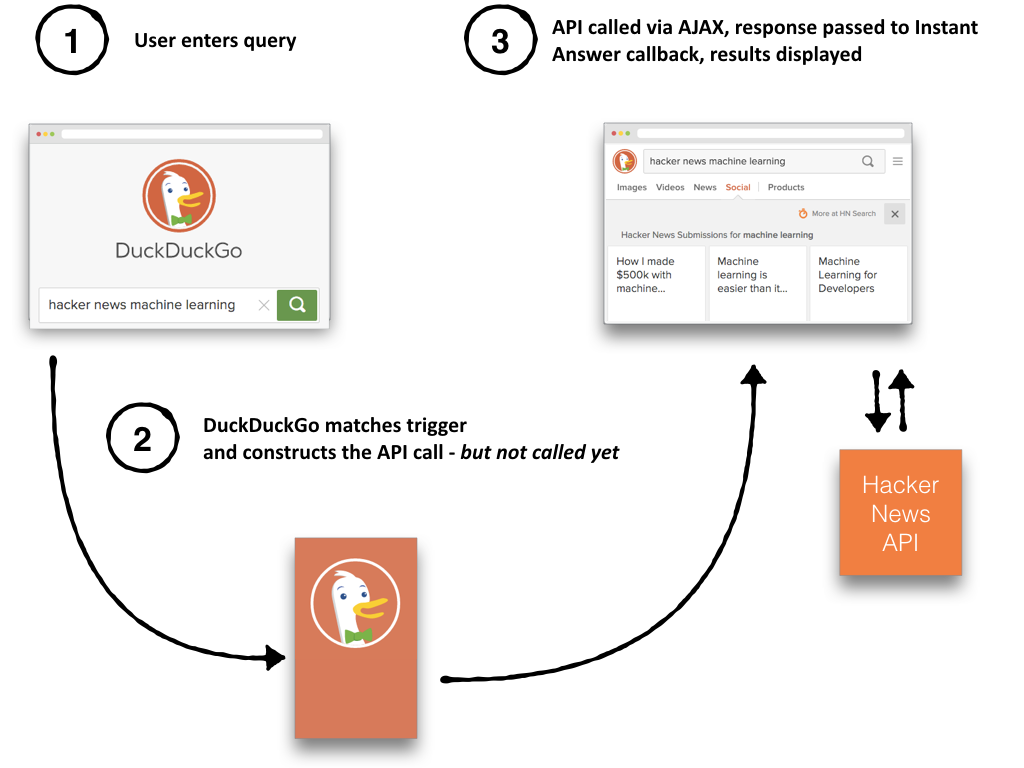 1
User enters query
3
API called via AJAX, response passed to Instant
Answer callback, results displayed
DuckDuckGo
hacker news machine learning
hacker news machine learning
Images Videos News Social Products
More at HN Search
Hacker News Submissions for machine learning
How I made
$500k with
machine...
Machine
learning is
easier than it...
Machine
Learning for
Developers
2
DuckDuckGo matches trigger
and constructs the API call - but not called yet
Hacker
News
API